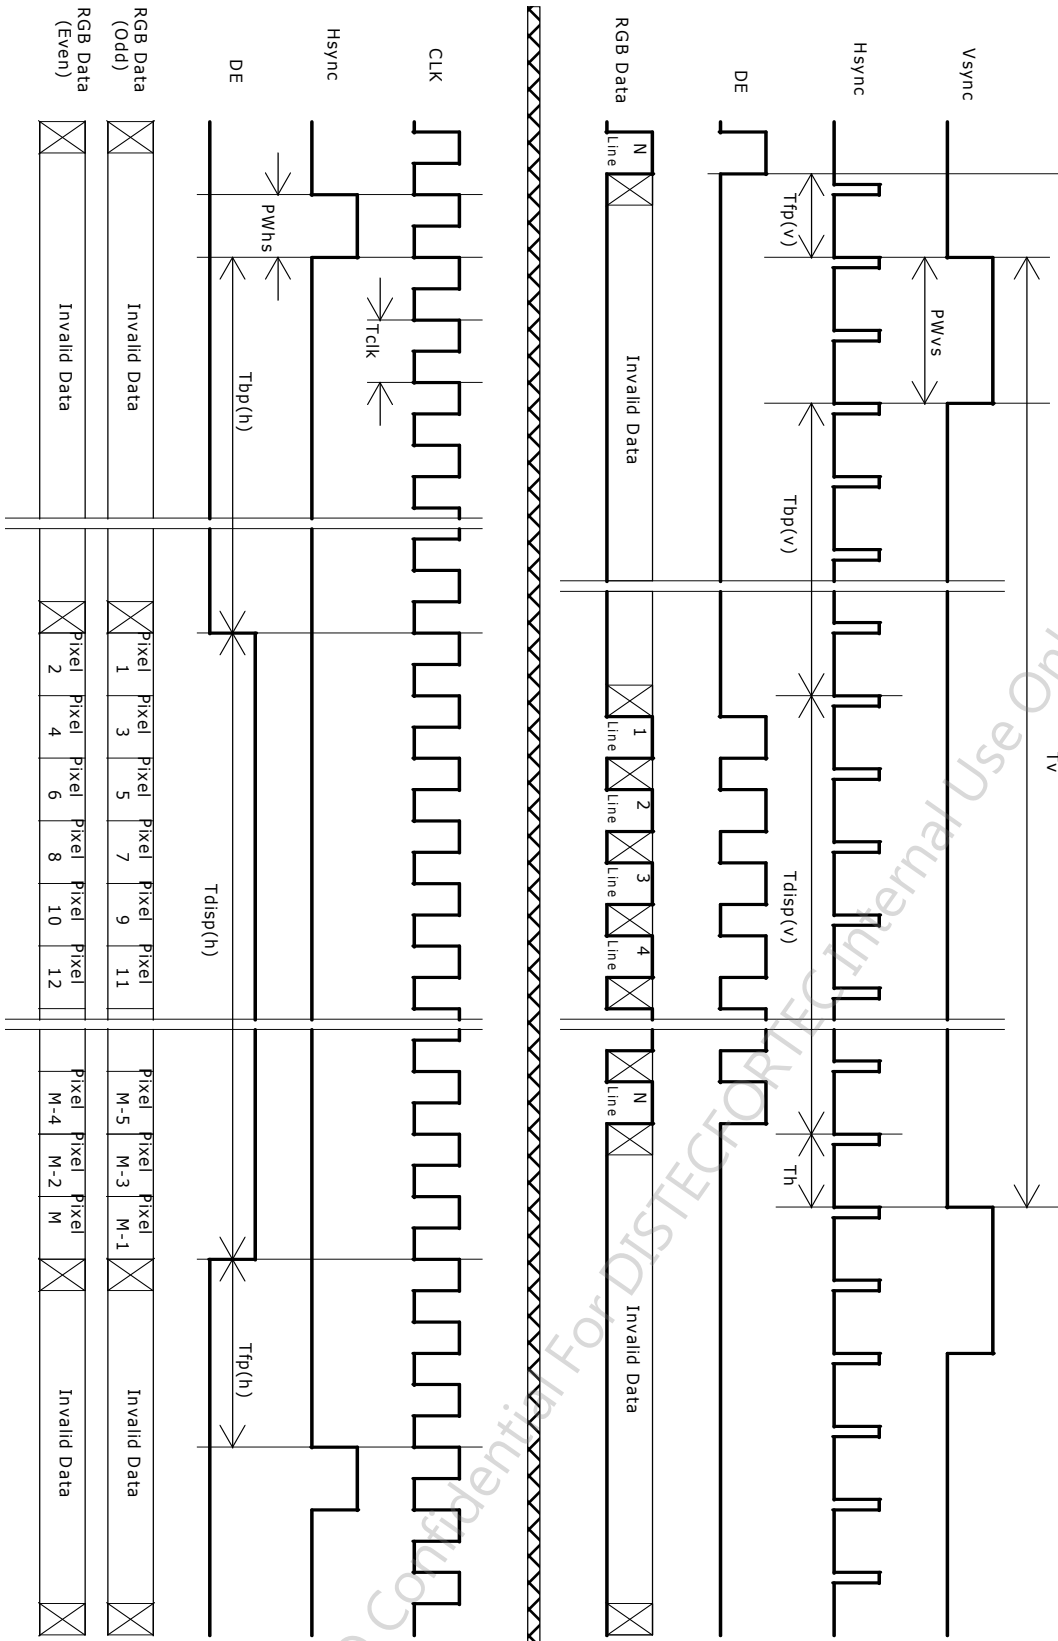 Tv
Vsync
PWvs
Hsync
Tfp(v)
Tbp(v)
Tdisp(v)
Th
DE
RGB Data
Line
N
Invalid Data
Line
1
Line
2
Line
3
Line
4
Line
N
Invalid Data
CLK
Tclk
Hsync
PWhs
DE
Tbp(h)
Tdisp(h)
Tfp(h)
RGB Data
(Odd)
Invalid Data
Pixel
1
Pixel
3
Pixel
5
Pixel
7
Pixel
9
Pixel
11
Pixel
M-5
Pixel
M-3
Pixel
M-1
Invalid Data
RGB Data
(Even)
Invalid Data
Pixel
2
Pixel
4
Pixel
6
Pixel
8
Pixel
10
Pixel
12
Pixel
M-4
Pixel
M-2
Pixel
M
Invalid Data
Confidential For DISTECFORTEC Internal Use